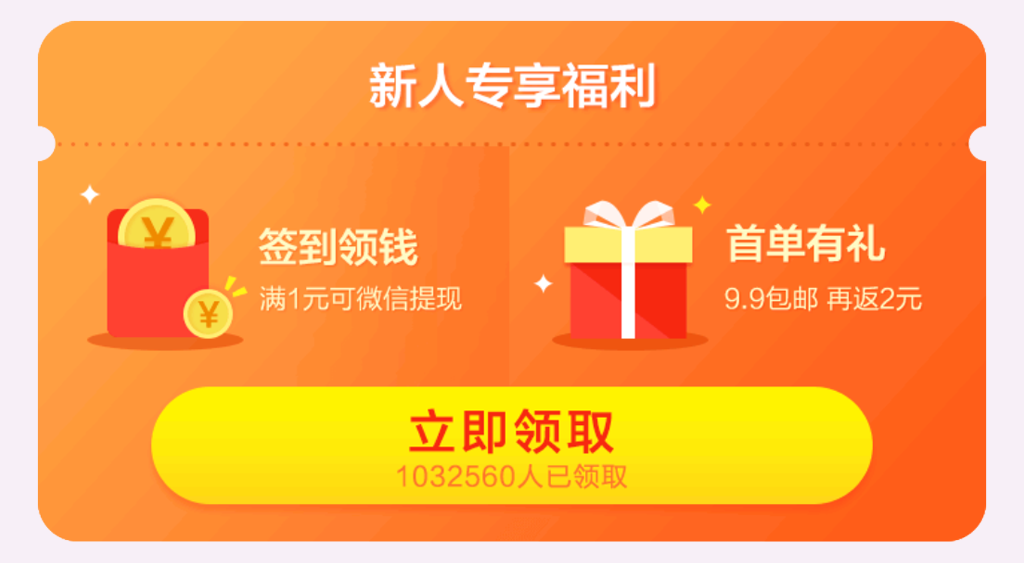 新人专享福利
签到领钱
满1元可微信提现
首单有礼
9.9包邮 再返2元
立即领取
1032560人已领取